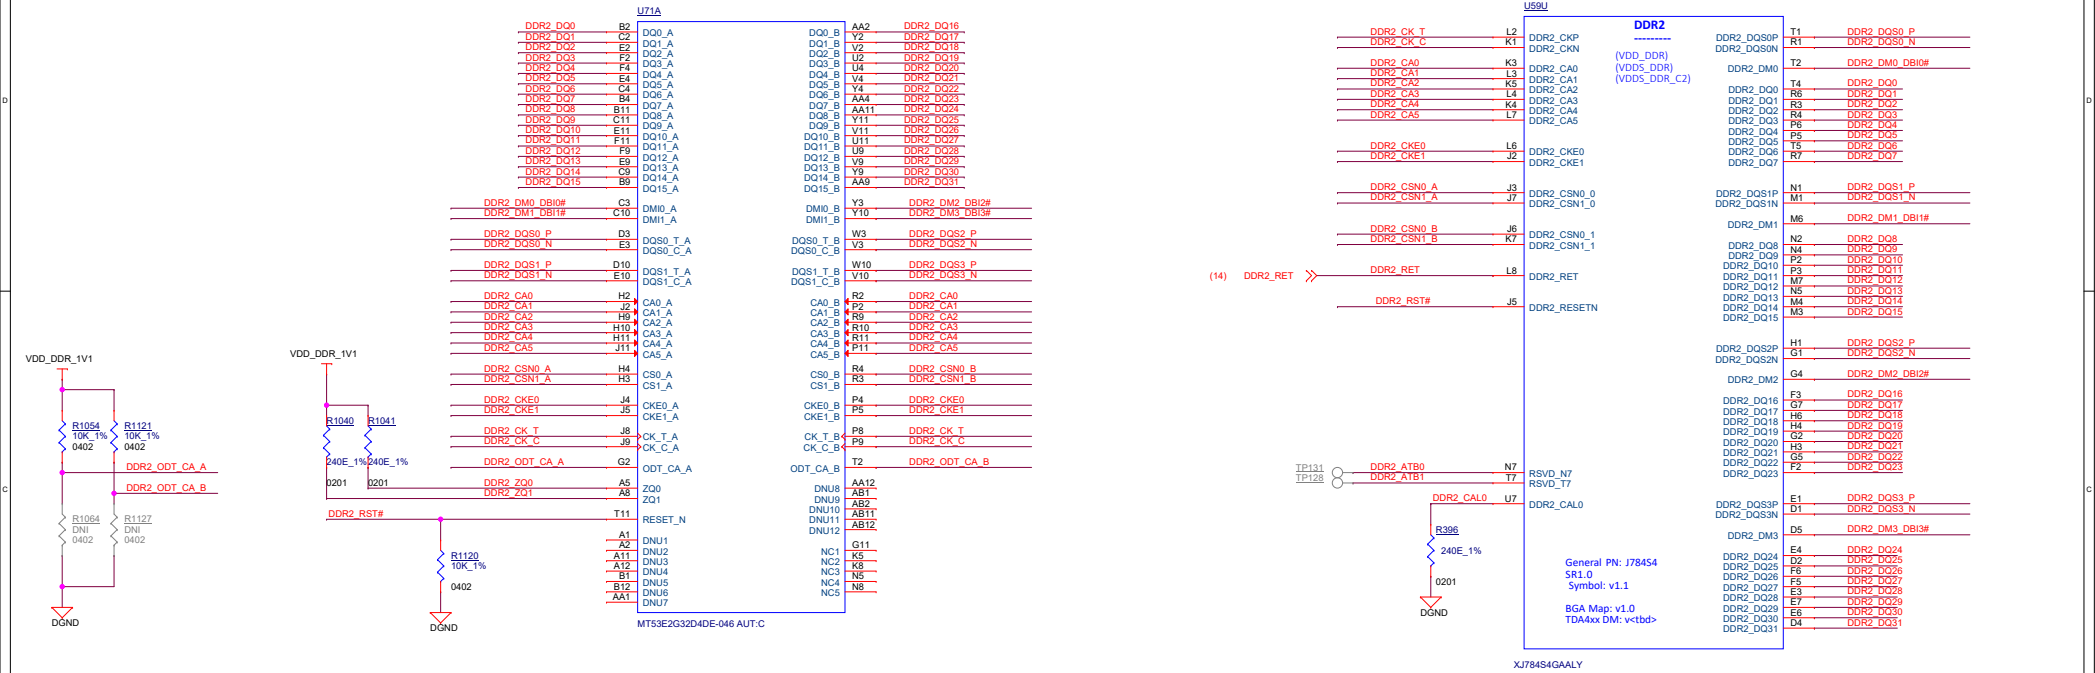 U71A
DDR2_DQ0 B2 DQ0_A DQ0_B AA2 DDR2_DQ16
DDR2_DQ1 C2 DQ1_A DQ1_B Y2 DDR2_DQ17
DDR2_DQ2 E2 DQ2_A DQ2_B V2 DDR2_DQ18
DDR2_DQ3 F2 DQ3_A DQ3_B U2 DDR2_DQ19
DDR2_DQ4 F4 DQ4_A DQ4_B U4 DDR2_DQ20
DDR2_DQ5 E4 DQ5_A DQ5_B V4 DDR2_DQ21
DDR2_DQ6 C4 DQ6_A DQ6_B Y4 DDR2_DQ22
DDR2_DQ7 B4 DQ7_A DQ7_B AA4 DDR2_DQ23
DDR2_DQ8 B11 DQ8_A DQ8_B AA11 DDR2_DQ24
DDR2_DQ9 C11 DQ9_A DQ9_B Y11 DDR2_DQ25
DDR2_DQ10 E11 DQ10_A DQ10_B V11 DDR2_DQ26
DDR2_DQ11 F11 DQ11_A DQ11_B U11 DDR2_DQ27
DDR2_DQ12 F9 DQ12_A DQ12_B U9 DDR2_DQ28
DDR2_DQ13 E9 DQ13_A DQ13_B V9 DDR2_DQ29
DDR2_DQ14 C9 DQ14_A DQ14_B Y9 DDR2_DQ30
DDR2_DQ15 B9 DQ15_A DQ15_B AA9 DDR2_DQ31
DDR2_DM0_DBI0# C3 DMI0_A DMI0_B Y3 DDR2_DM2_DBI2#
DDR2_DM1_DBI1# C10 DMI1_A DMI1_B Y10 DDR2_DM3_DBI3#
DDR2_DQS0_P D3 DQS0_T_A DQS0_T_B W3 DDR2_DQS2_P
DDR2_DQS0_N E3 DQS0_C_A DQS0_C_B V3 DDR2_DQS2_N
DDR2_DQS1_P D10 DQS1_T_A DQS1_T_B W10 DDR2_DQS3_P
DDR2_DQS1_N E10 DQS1_C_A DQS1_C_B V10 DDR2_DQS3_N
DDR2_CA0 H2 CA0_A CA0_B R2 DDR2_CA0
DDR2_CA1 J2 CA1_A CA1_B P2 DDR2_CA1
DDR2_CA2 H9 CA2_A CA2_B R9 DDR2_CA2
DDR2_CA3 H10 CA3_A CA3_B R10 DDR2_CA3
DDR2_CA4 H11 CA4_A CA4_B R11 DDR2_CA4
DDR2_CA5 J11 CA5_A CA5_B P11 DDR2_CA5
DDR2_CSN0_A H4 CS0_A CS0_B R4 DDR2_CSN0_B
DDR2_CSN1_A H3 CS1_A CS1_B R3 DDR2_CSN1_B
DDR2_CKE0 J4 CKE0_A CKE0_B P4 DDR2_CKE0
DDR2_CKE1 J5 CKE1_A CKE1_B P5 DDR2_CKE1
DDR2_CK_T J8 CK_T_A CK_T_B P8 DDR2_CK_T
DDR2_CK_C J9 CK_C_A CK_C_B P9 DDR2_CK_C
DDR2_ODT_CA_A G2 ODT_CA_A ODT_CA_B T2 DDR2_ODT_CA_B
DDR2_ZQ0 A5 ZQ0 DNU8 AA12
DDR2_ZQ1 A8 ZQ1 DNU9 AB1
DNU10 AB2
DDR2_RST# T11 RESET_N DNU11 AB11
DNU12 AB12
A1 DNU1
A2 DNU2 NC1 G11
A11 DNU3 NC2 K5
A12 DNU4 NC3 K8
B1 DNU5 NC4 N5
B12 DNU6 NC5 N8
AA1 DNU7
MT53E2G32D4DE-046 AUT:C
VDD_DDR_1V1
R1054 R1121
10K_1% 10K_1%
0402 0402
DDR2_ODT_CA_A
DDR2_ODT_CA_B
R1064 R1127
DNI DNI
0402 0402
DGND
VDD_DDR_1V1
R1040 R1041
240E_1% 240E_1%
0201 0201
R1120
10K_1%
0402
DGND
U59U
DDR2
---------
(VDD_DDR)
(VDDS_DDR)
(VDDS_DDR_C2)
DDR2_CK_T L2 DDR2_CKP
DDR2_CK_C K1 DDR2_CKN
DDR2_CA0 K3 DDR2_CA0
DDR2_CA1 L3 DDR2_CA1
DDR2_CA2 K5 DDR2_CA2
DDR2_CA3 L4 DDR2_CA3
DDR2_CA4 K4 DDR2_CA4
DDR2_CA5 L7 DDR2_CA5
DDR2_CKE0 L6 DDR2_CKE0
DDR2_CKE1 J2 DDR2_CKE1
DDR2_CSN0_A J3 DDR2_CSN0_0
DDR2_CSN1_A J7 DDR2_CSN1_0
DDR2_CSN0_B J6 DDR2_CSN0_1
DDR2_CSN1_B K7 DDR2_CSN1_1
(14) DDR2_RET DDR2_RET L8 DDR2_RET
DDR2_RST# J5 DDR2_RESETN
TP131 DDR2_ATB0 N7 RSVD_N7
TP128 DDR2_ATB1 T7 RSVD_T7
DDR2_CAL0 U7 DDR2_CAL0
R396
240E_1%
0201
DGND
DDR2_DQS0P T1 DDR2_DQS0_P
DDR2_DQS0N R1 DDR2_DQS0_N
DDR2_DM0 T2 DDR2_DM0_DBI0#
DDR2_DQ0 T4 DDR2_DQ0
DDR2_DQ1 R6 DDR2_DQ1
DDR2_DQ2 R3 DDR2_DQ2
DDR2_DQ3 R4 DDR2_DQ3
DDR2_DQ4 P6 DDR2_DQ4
DDR2_DQ5 P5 DDR2_DQ5
DDR2_DQ6 T5 DDR2_DQ6
DDR2_DQ7 R7 DDR2_DQ7
DDR2_DQS1P N1 DDR2_DQS1_P
DDR2_DQS1N M1 DDR2_DQS1_N
DDR2_DM1 M6 DDR2_DM1_DBI1#
DDR2_DQ8 N2 DDR2_DQ8
DDR2_DQ9 N4 DDR2_DQ9
DDR2_DQ10 P2 DDR2_DQ10
DDR2_DQ11 P3 DDR2_DQ11
DDR2_DQ12 M7 DDR2_DQ12
DDR2_DQ13 N5 DDR2_DQ13
DDR2_DQ14 M4 DDR2_DQ14
DDR2_DQ15 M3 DDR2_DQ15
DDR2_DQS2P H1 DDR2_DQS2_P
DDR2_DQS2N G1 DDR2_DQS2_N
DDR2_DM2 G4 DDR2_DM2_DBI2#
DDR2_DQ16 F3 DDR2_DQ16
DDR2_DQ17 G7 DDR2_DQ17
DDR2_DQ18 H6 DDR2_DQ18
DDR2_DQ19 H4 DDR2_DQ19
DDR2_DQ20 G2 DDR2_DQ20
DDR2_DQ21 H3 DDR2_DQ21
DDR2_DQ22 G5 DDR2_DQ22
DDR2_DQ23 F2 DDR2_DQ23
DDR2_DQS3P E1 DDR2_DQS3_P
DDR2_DQS3N D1 DDR2_DQS3_N
DDR2_DM3 D5 DDR2_DM3_DBI3#
DDR2_DQ24 E4 DDR2_DQ24
DDR2_DQ25 D2 DDR2_DQ25
DDR2_DQ26 F6 DDR2_DQ26
DDR2_DQ27 F5 DDR2_DQ27
DDR2_DQ28 E3 DDR2_DQ28
DDR2_DQ29 E7 DDR2_DQ29
DDR2_DQ30 E6 DDR2_DQ30
DDR2_DQ31 D4 DDR2_DQ31
General PN: J784S4
SR1.0
Symbol: v1.1
BGA Map: v1.0
TDA4xx DM: v<tbd>
XJ784S4GAALY
D D
C C